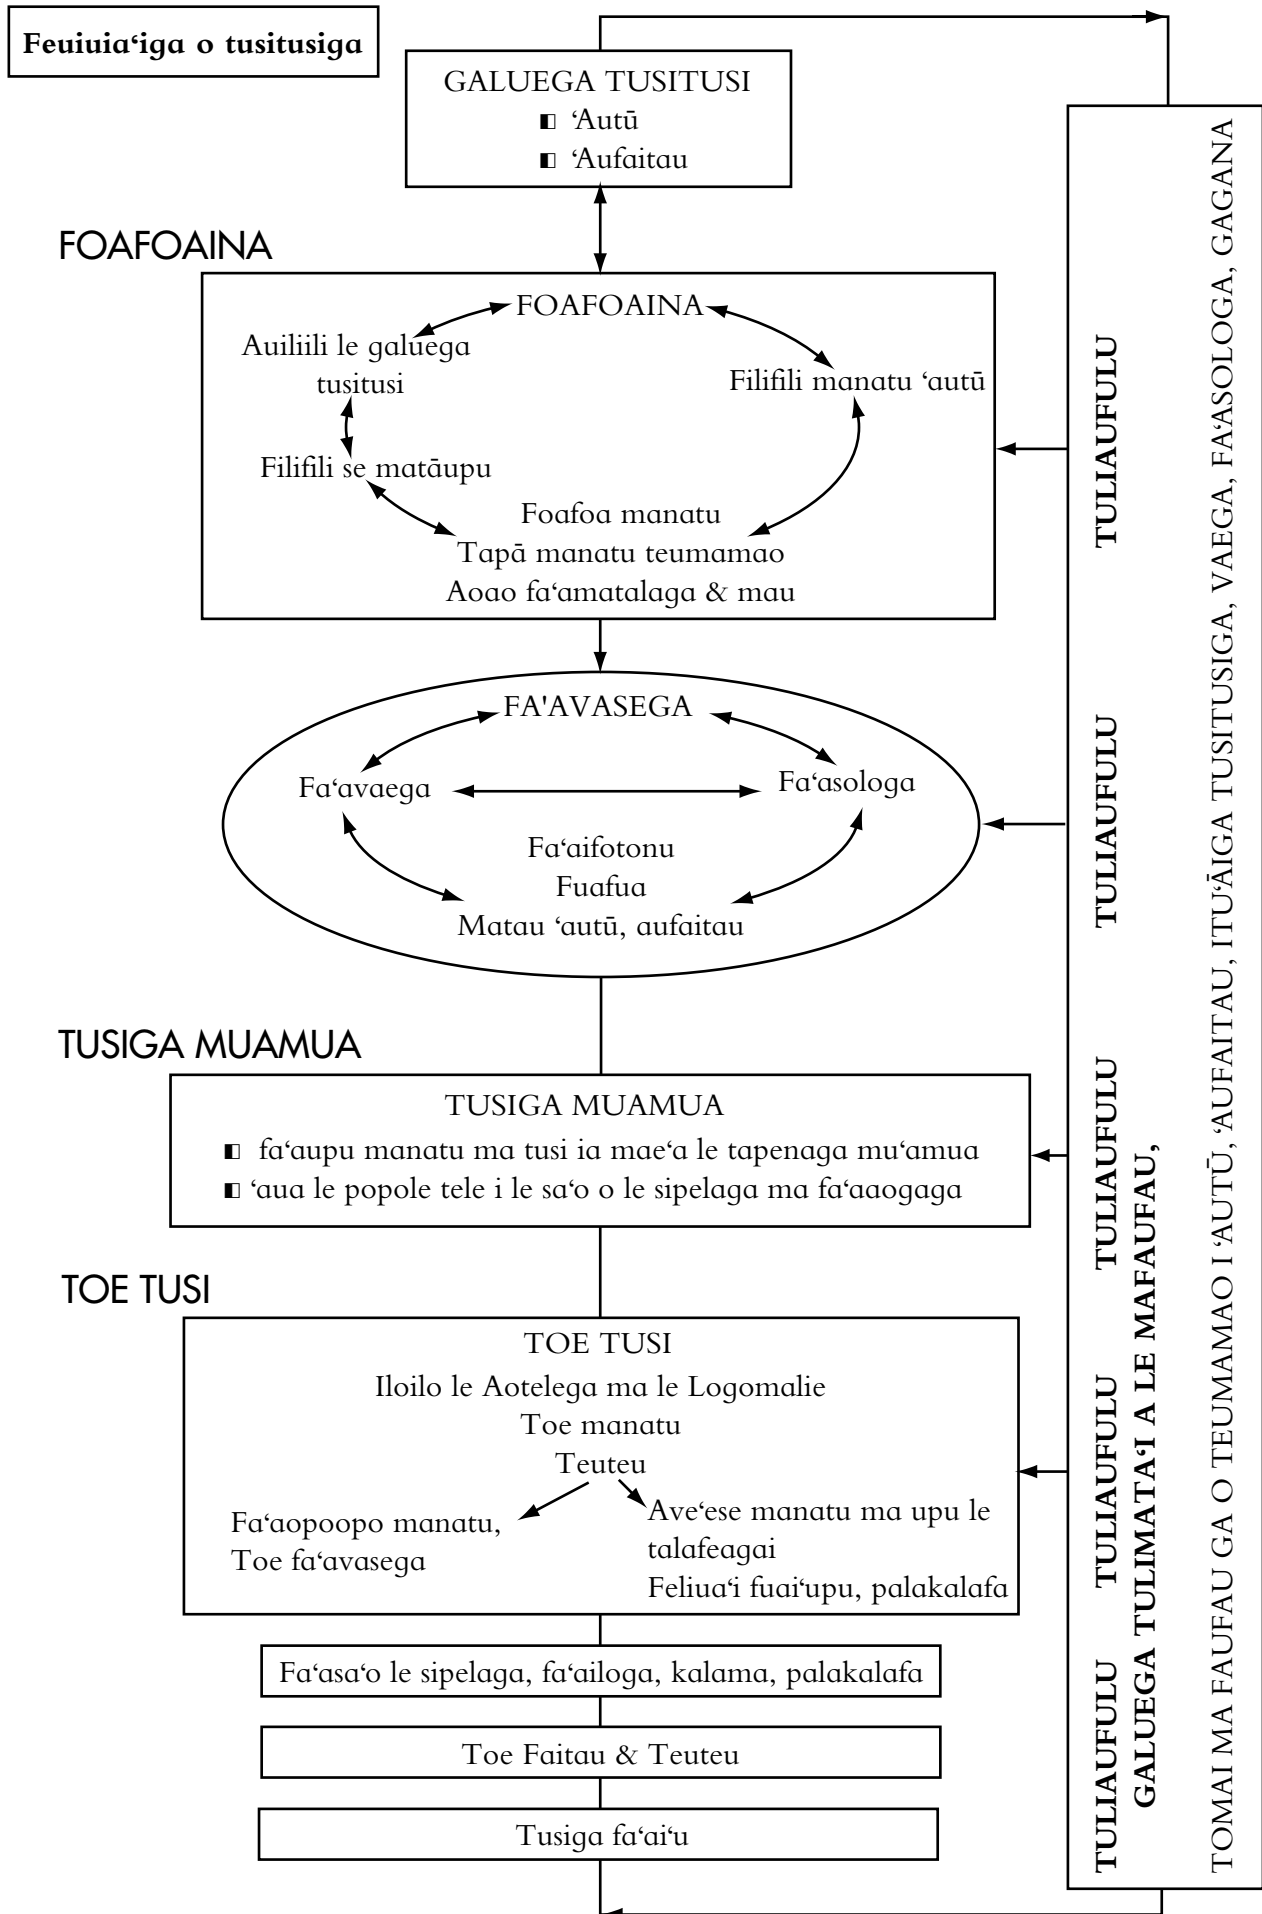 Feuiuia‘iga o tusitusiga
GALUEGA TUSITUSI
‘Autū
‘Aufaitau
FOAFOAINA
FOAFOAINA
Auiliili le galuega
tusitusi
Filifili manatu ‘autū
Filifili se matāupu
Foafoa manatu
Tapā manatu teumamao
Aoao fa‘amatalaga & mau
FA'AVASEGA
Fa‘avaega
Fa‘asologa
Fa‘aifotonu
Fuafua
Matau ‘autū, aufaitau
TUSIGA MUAMUA
TUSIGA MUAMUA
fa‘aupu manatu ma tusi ia mae‘a le tapenaga mu‘amua
‘aua le popole tele i le sa‘o o le sipelaga ma fa‘aaogaga
TOE TUSI
TOE TUSI
Iloilo le Aotelega ma le Logomalie
Toe manatu
Teuteu
Fa‘aopoopo manatu,
Toe fa‘avasega
Ave‘ese manatu ma upu le
talafeagai
Feliua‘i fuai‘upu, palakalafa
Fa‘asa‘o le sipelaga, fa‘ailoga, kalama, palakalafa
Toe Faitau & Teuteu
Tusiga fa‘ai‘u
TULIAUFULU TULIAUFULU TULIAUFULU TULIAUFULU TULIAUFULU
GALUEGA TULIMATA‘I A LE MAFAUFAU,
TOMAI MA FAUFAU GA O TEUMAMAO I ‘AUTŪ, ‘AUFAITAU, ITU‘ĀIGA TUSITUSIGA, VAEGA, FA‘ASOLOGA, GAGANA